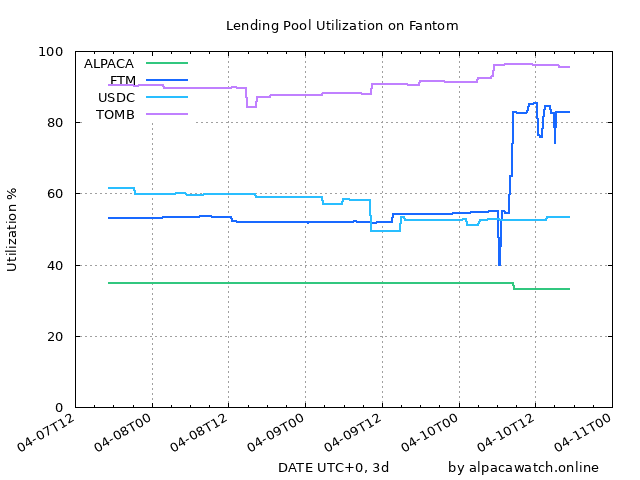 Lending Pool Utilization on Fantom
ALPACA
FTM
USDC
TOMB
Utilization %
100
80
60
40
20
0
04-07T12
04-08T00
04-08T12
04-09T00
04-09T12
04-10T00
04-10T12
04-11T00
DATE UTC+0, 3d
by alpacawatch.online